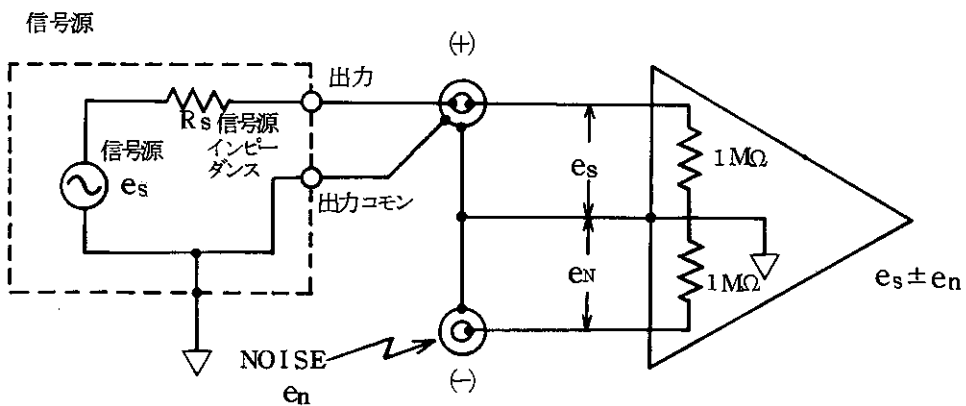 信号源
出力
Rs 信号源
インピー
ダンス
信号源
es
出力コモン
(+)
es
eN
1MΩ
1MΩ
es±en
NOISE
en
(−)